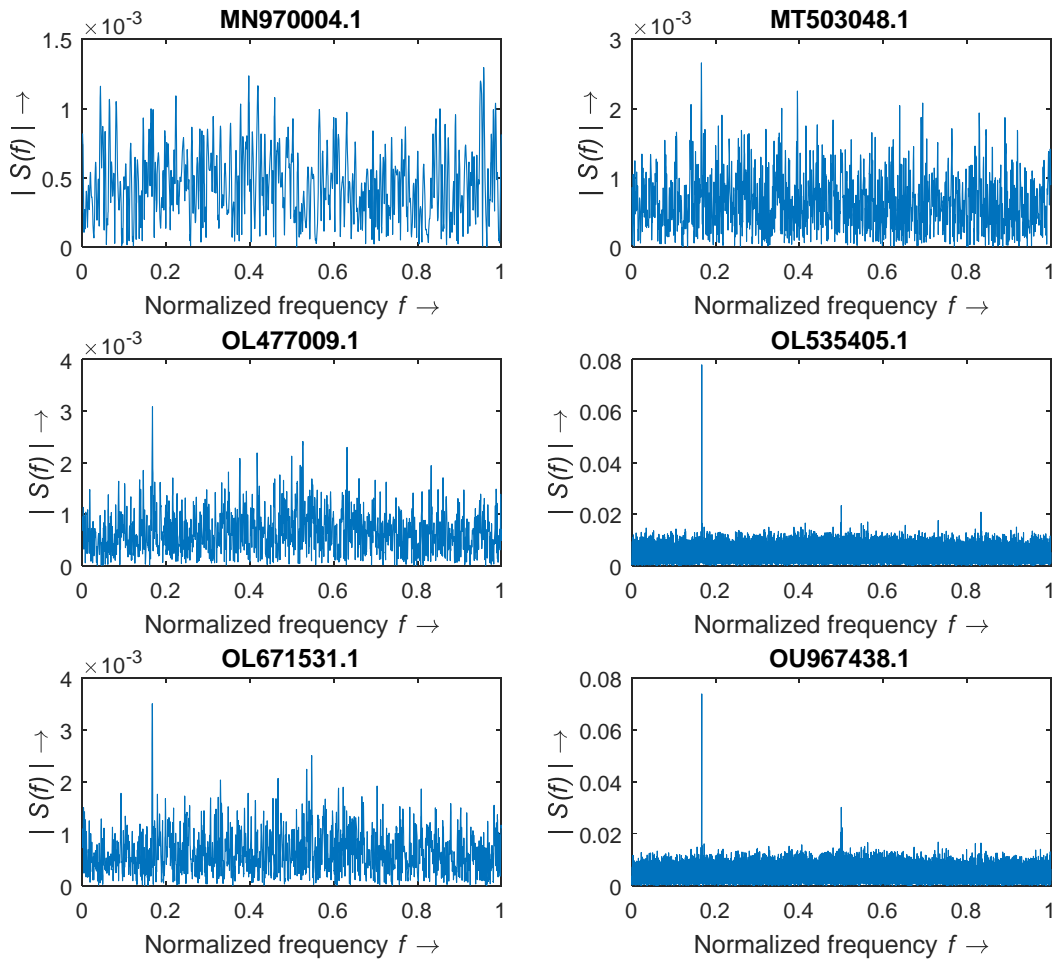 MN970004.1
×10⁻³
1.5
1
0.5
0
| S(f) | →
0 0.2 0.4 0.6 0.8 1
Normalized frequency f →
MT503048.1
×10⁻³
3
2
1
0
| S(f) | →
0 0.2 0.4 0.6 0.8 1
Normalized frequency f →
OL477009.1
×10⁻³
4
3
2
1
0
| S(f) | →
0 0.2 0.4 0.6 0.8 1
Normalized frequency f →
OL535405.1
0.08
0.06
0.04
0.02
0
| S(f) | →
0 0.2 0.4 0.6 0.8 1
Normalized frequency f →
OL671531.1
×10⁻³
4
3
2
1
0
| S(f) | →
0 0.2 0.4 0.6 0.8 1
Normalized frequency f →
OU967438.1
0.08
0.06
0.04
0.02
0
| S(f) | →
0 0.2 0.4 0.6 0.8 1
Normalized frequency f →